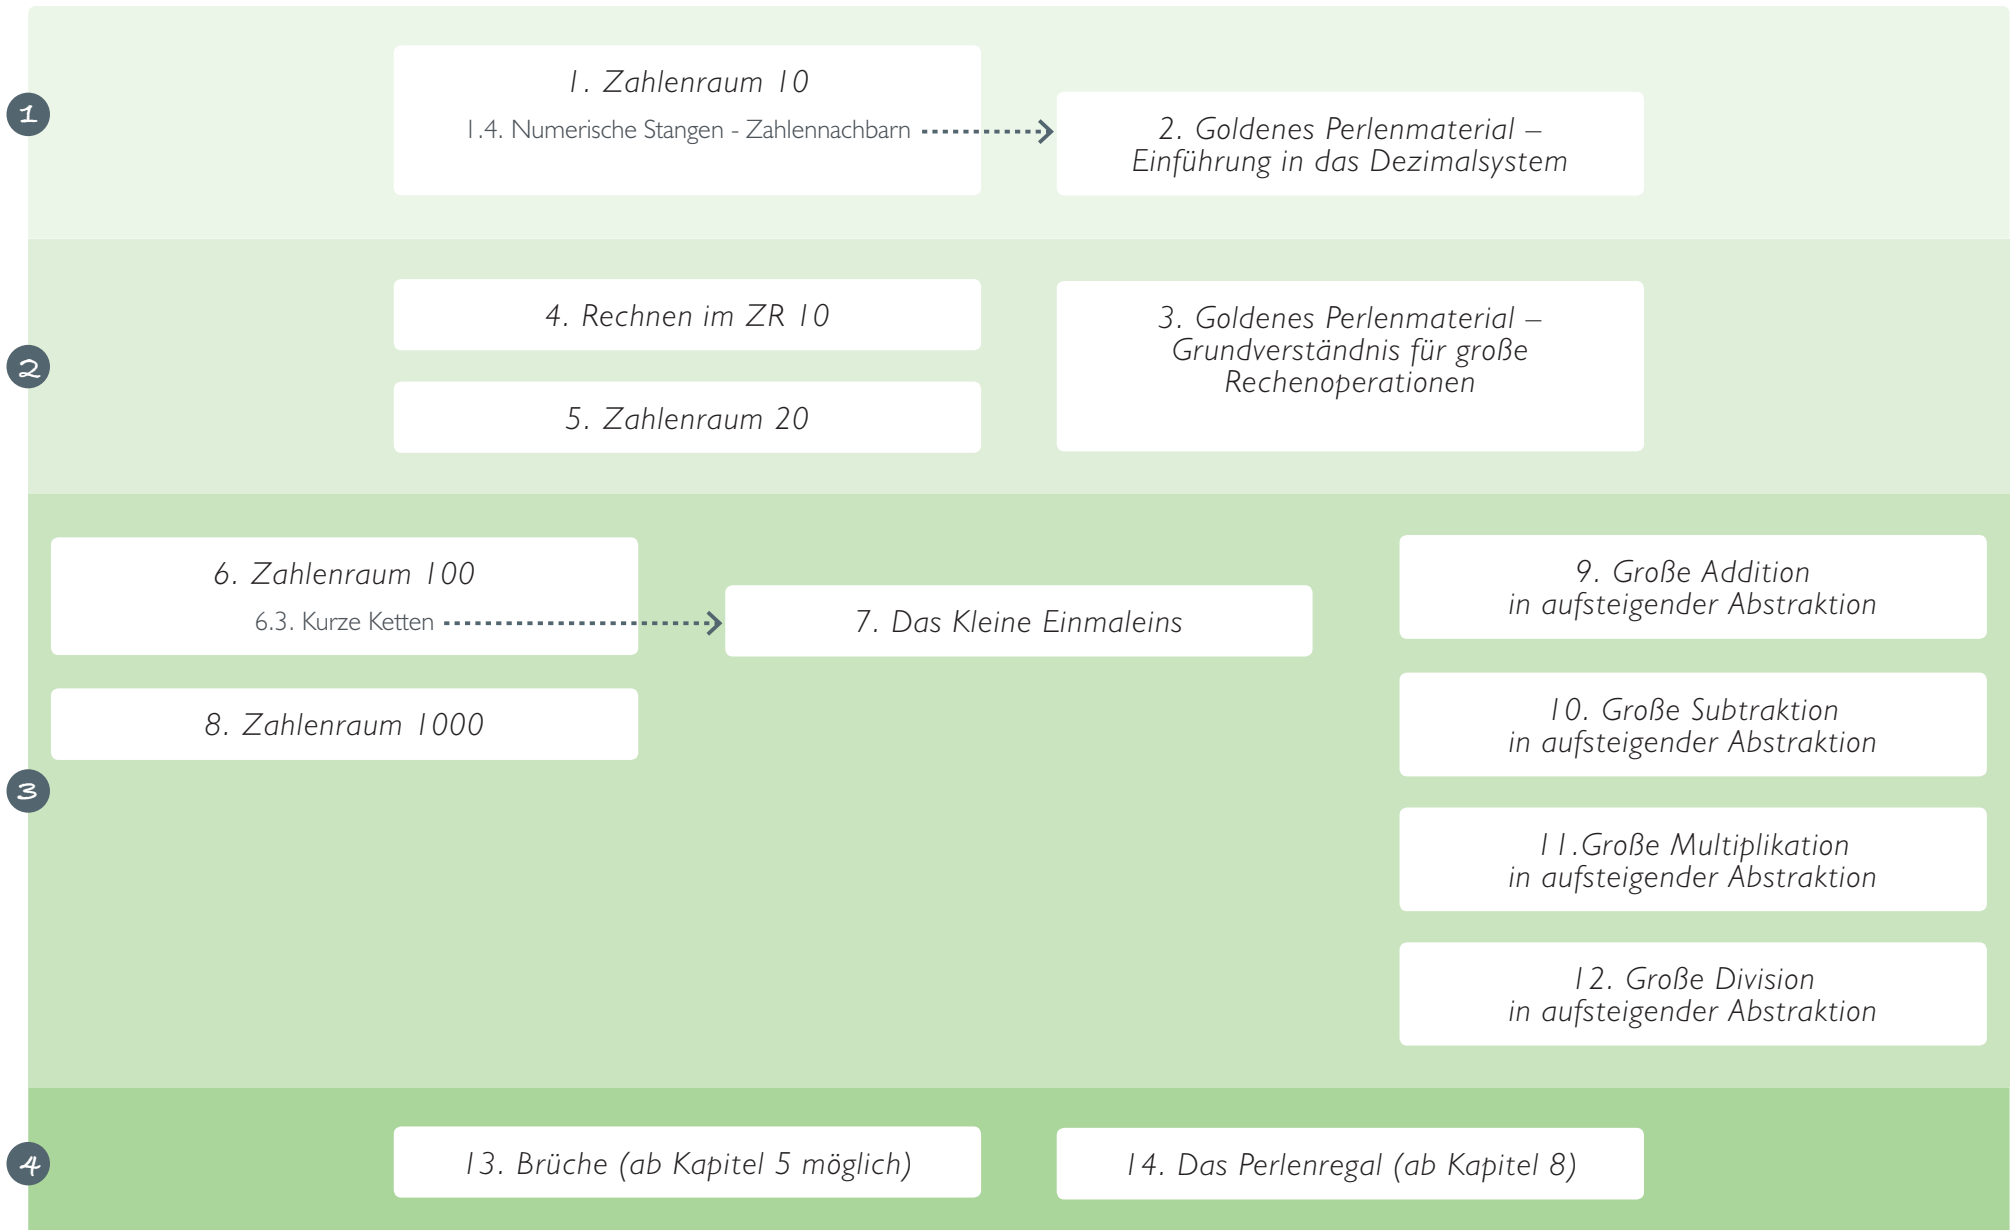 1
1. Zahlenraum 10
1.4. Numerische Stangen - Zahlennachbarn
2. Goldenes Perlenmaterial –
Einführung in das Dezimalsystem
2
4. Rechnen im ZR 10
5. Zahlenraum 20
3. Goldenes Perlenmaterial –
Grundverständnis für große
Rechenoperationen
3
6. Zahlenraum 100
6.3. Kurze Ketten
7. Das Kleine Einmaleins
8. Zahlenraum 1000
9. Große Addition
in aufsteigender Abstraktion
10. Große Subtraktion
in aufsteigender Abstraktion
11.Große Multiplikation
in aufsteigender Abstraktion
12. Große Division
in aufsteigender Abstraktion
4
13. Brüche (ab Kapitel 5 möglich)
14. Das Perlenregal (ab Kapitel 8)